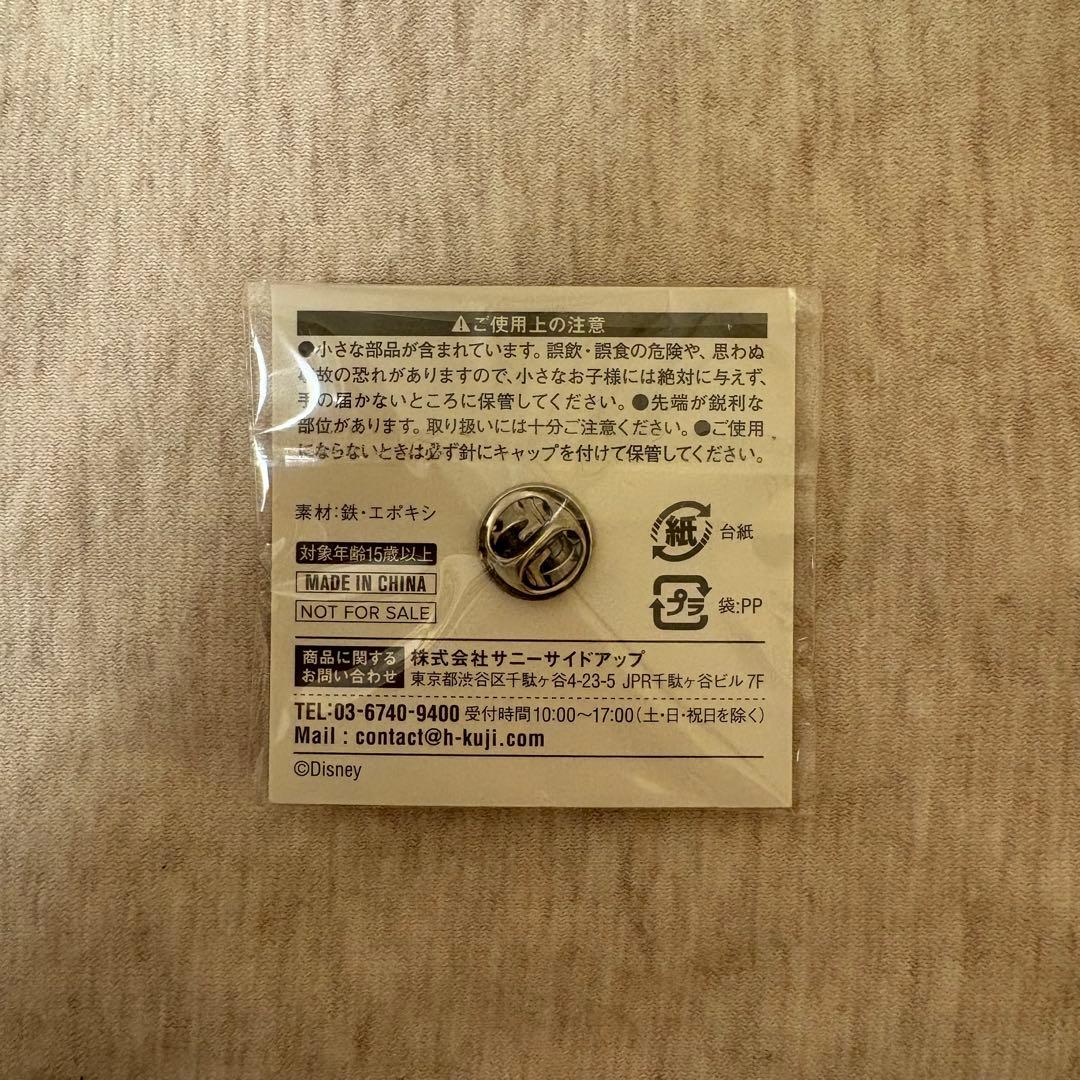 ⚠ご使用上の注意
●小さな部品が含まれています。誤飲・誤食の危険や、思わぬ
事故の恐れがありますので、小さなお子様には絶対に与えず、
手の届かないところに保管してください。●先端が鋭利な
部位があります。取り扱いには十分ご注意ください。●ご使用
にならないときは必ず針にキャップを付けて保管してください。
素材:鉄・エポキシ
対象年齢15歳以上
MADE IN CHINA
NOT FOR SALE
紙 台紙
プラ 袋:PP
商品に関する
お問い合わせ
株式会社サニーサイドアップ
東京都渋谷区千駄ヶ谷4-23-5 JPR千駄ヶ谷ビル 7F
TEL:03-6740-9400 受付時間10:00〜17:00(土・日・祝日を除く)
Mail : contact@h-kuji.com
©Disney